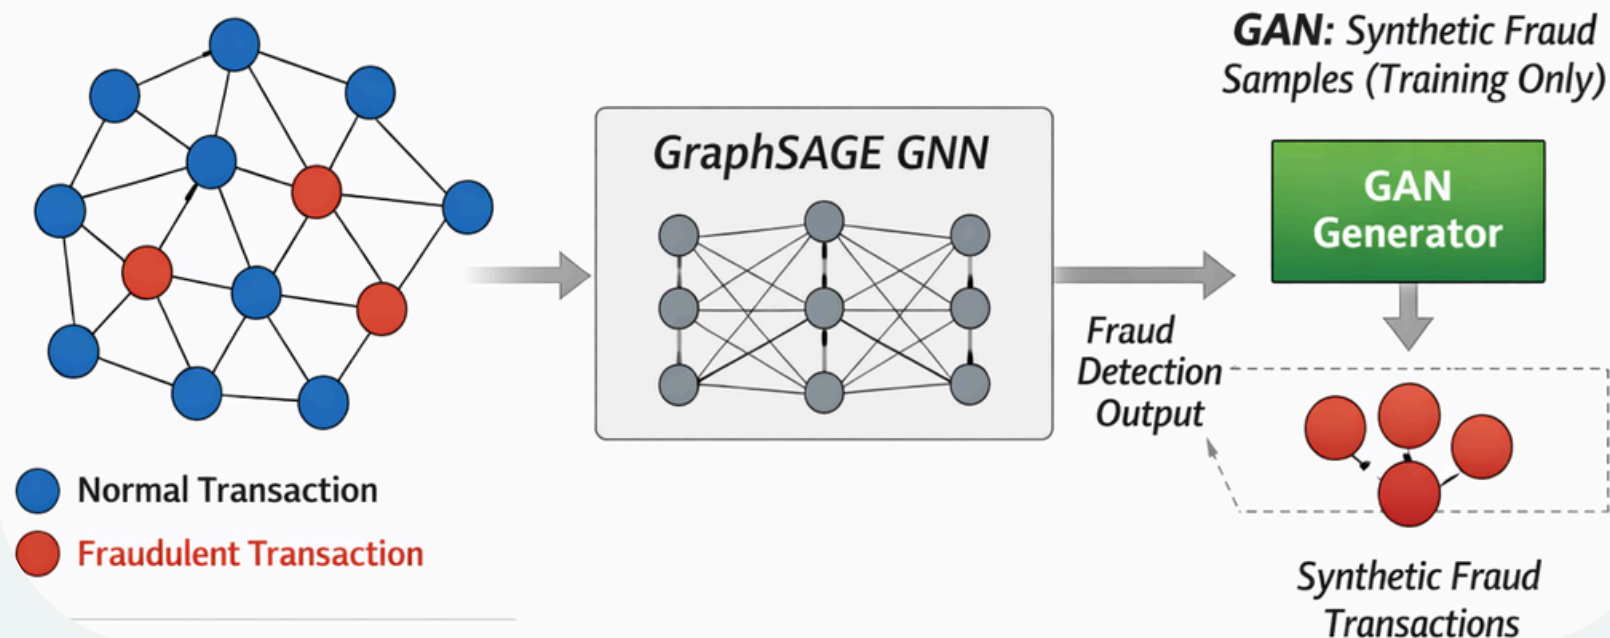 GAN: Synthetic Fraud
Samples (Training Only)
GraphSAGE GNN
GAN
Generator
Fraud
Detection
Output
Normal Transaction
Fraudulent Transaction
Synthetic Fraud
Transactions